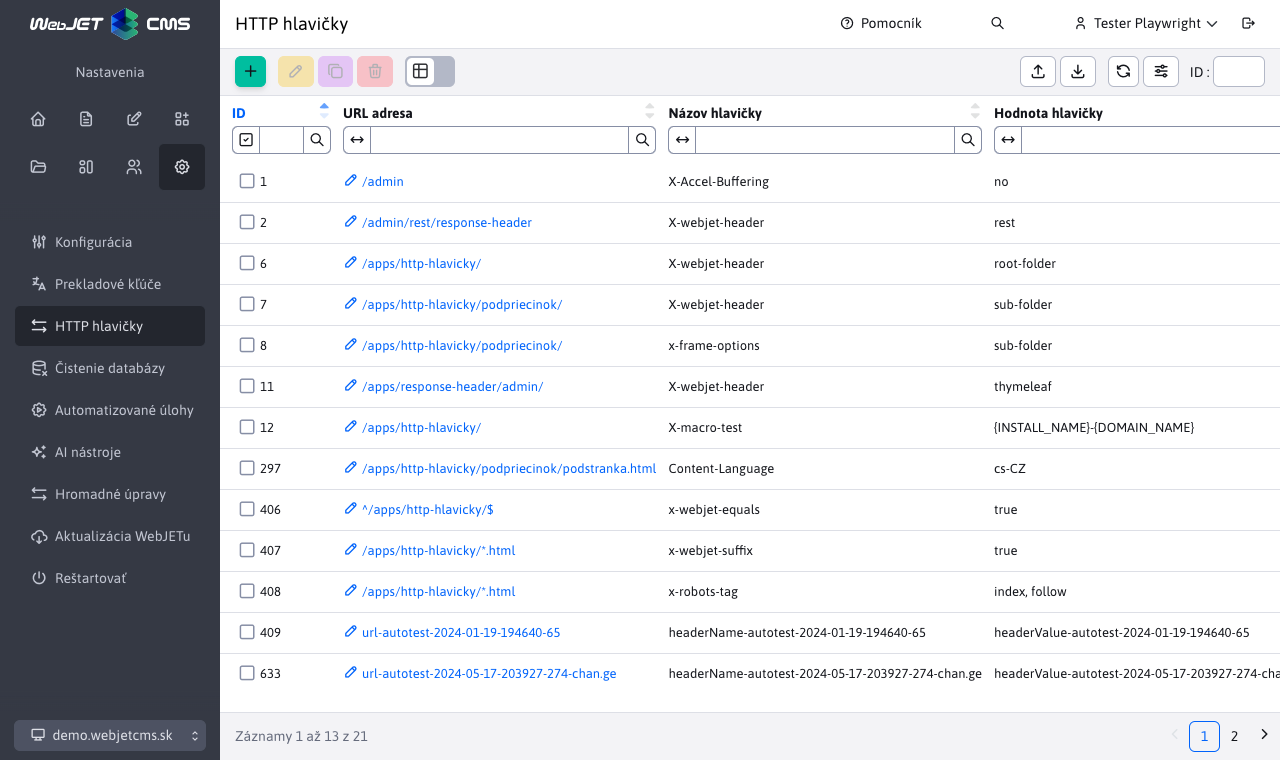 WebJET CMS
Nastavenia
Konfigurácia
Prekladové kľúče
HTTP hlavičky
Čistenie databázy
Automatizované úlohy
AI nástroje
Hromadné úpravy
Aktualizácia WebJETu
Reštartovať
demo.webjetcms.sk
HTTP hlavičky
Pomocník
Tester Playwright
ID :
ID URL adresa Názov hlavičky Hodnota hlavičky
1 /admin X-Accel-Buffering no
2 /admin/rest/response-header X-webjet-header rest
6 /apps/http-hlavicky/ X-webjet-header root-folder
7 /apps/http-hlavicky/podpriecinok/ X-webjet-header sub-folder
8 /apps/http-hlavicky/podpriecinok/ x-frame-options sub-folder
11 /apps/response-header/admin/ X-webjet-header thymeleaf
12 /apps/http-hlavicky/ X-macro-test {INSTALL_NAME}-{DOMAIN_NAME}
297 /apps/http-hlavicky/podpriecinok/podstranka.html Content-Language cs-CZ
406 ^/apps/http-hlavicky/$ x-webjet-equals true
407 /apps/http-hlavicky/*.html x-webjet-suffix true
408 /apps/http-hlavicky/*.html x-robots-tag index, follow
409 url-autotest-2024-01-19-194640-65 headerName-autotest-2024-01-19-194640-65 headerValue-autotest-2024-01-19-194640-65
633 url-autotest-2024-05-17-203927-274-chan.ge headerName-autotest-2024-05-17-203927-274-chan.ge headerValue-autotest-2024-05-17-203927-274-cha
Záznamy 1 až 13 z 21
1 2